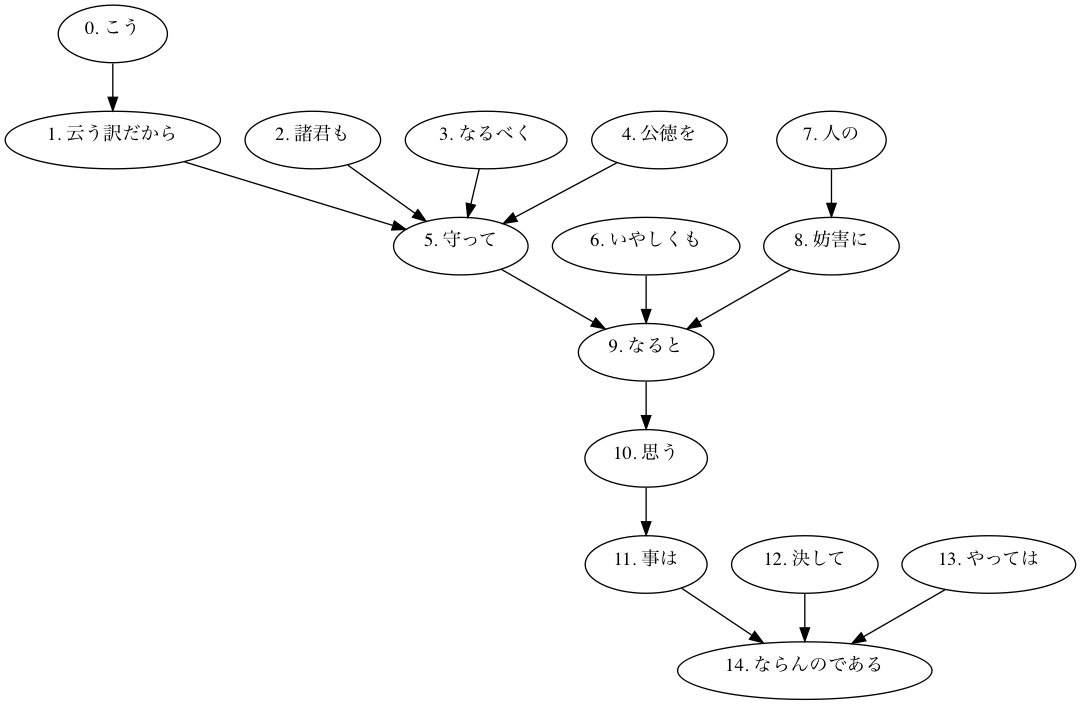 0. こう
1. 云う訳だから
2. 諸君も
3. なるべく
4. 公徳を
7. 人の
5. 守って
6. いやしくも
8. 妨害に
9. なると
10. 思う
11. 事は
12. 決して
13. やっては
14. ならんのである